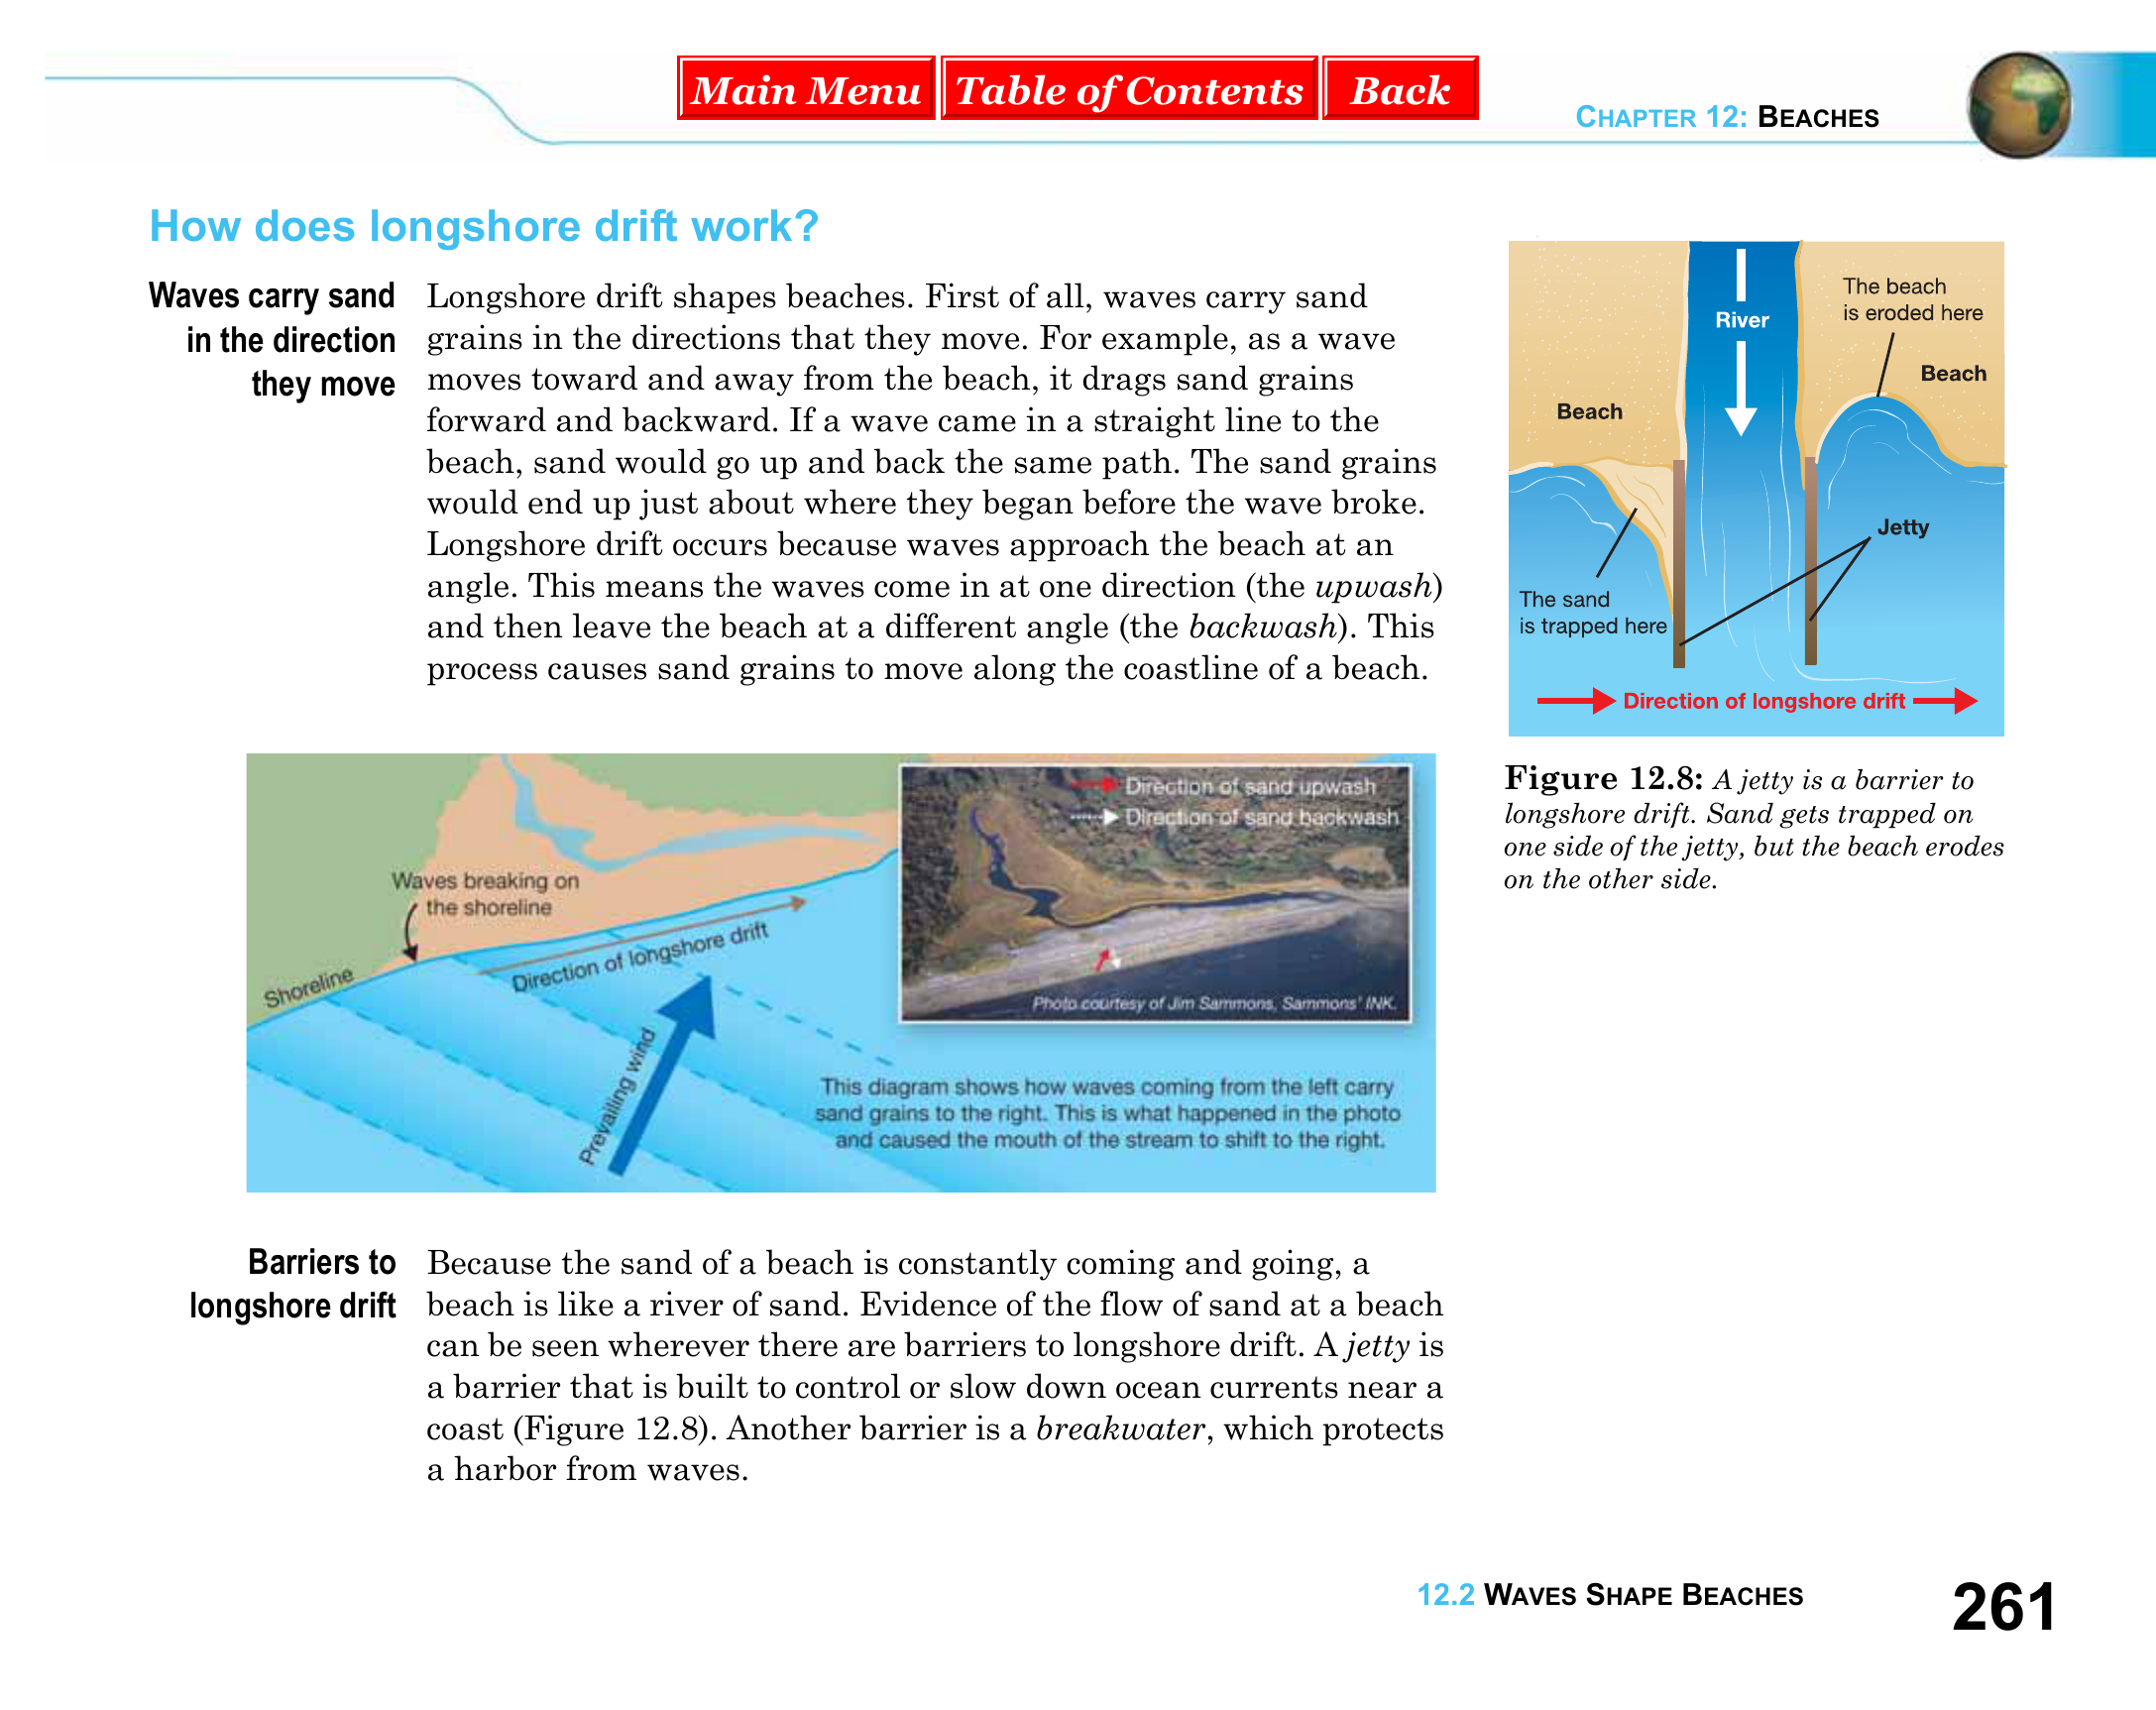 Main Menu Table of Contents Back
CHAPTER 12: BEACHES
How does longshore drift work?
Waves carry sand
in the direction
they move
Longshore drift shapes beaches. First of all, waves carry sand
grains in the directions that they move. For example, as a wave
moves toward and away from the beach, it drags sand grains
forward and backward. If a wave came in a straight line to the
beach, sand would go up and back the same path. The sand grains
would end up just about where they began before the wave broke.
Longshore drift occurs because waves approach the beach at an
angle. This means the waves come in at one direction (the upwash)
and then leave the beach at a different angle (the backwash). This
process causes sand grains to move along the coastline of a beach.
River
The beach
is eroded here
Beach
Beach
Jetty
The sand
is trapped here
Direction of longshore drift
Figure 12.8: A jetty is a barrier to
longshore drift. Sand gets trapped on
one side of the jetty, but the beach erodes
on the other side.
Direction of sand upwash
Direction of sand backwash
Waves breaking on
the shoreline
Direction of longshore drift
Shoreline
Photo courtesy of Jim Sammons, Sammons' INK.
Prevailing wind
This diagram shows how waves coming from the left carry
sand grains to the right. This is what happened in the photo
and caused the mouth of the stream to shift to the right.
Barriers to
longshore drift
Because the sand of a beach is constantly coming and going, a
beach is like a river of sand. Evidence of the flow of sand at a beach
can be seen wherever there are barriers to longshore drift. A jetty is
a barrier that is built to control or slow down ocean currents near a
coast (Figure 12.8). Another barrier is a breakwater, which protects
a harbor from waves.
12.2 WAVES SHAPE BEACHES
261